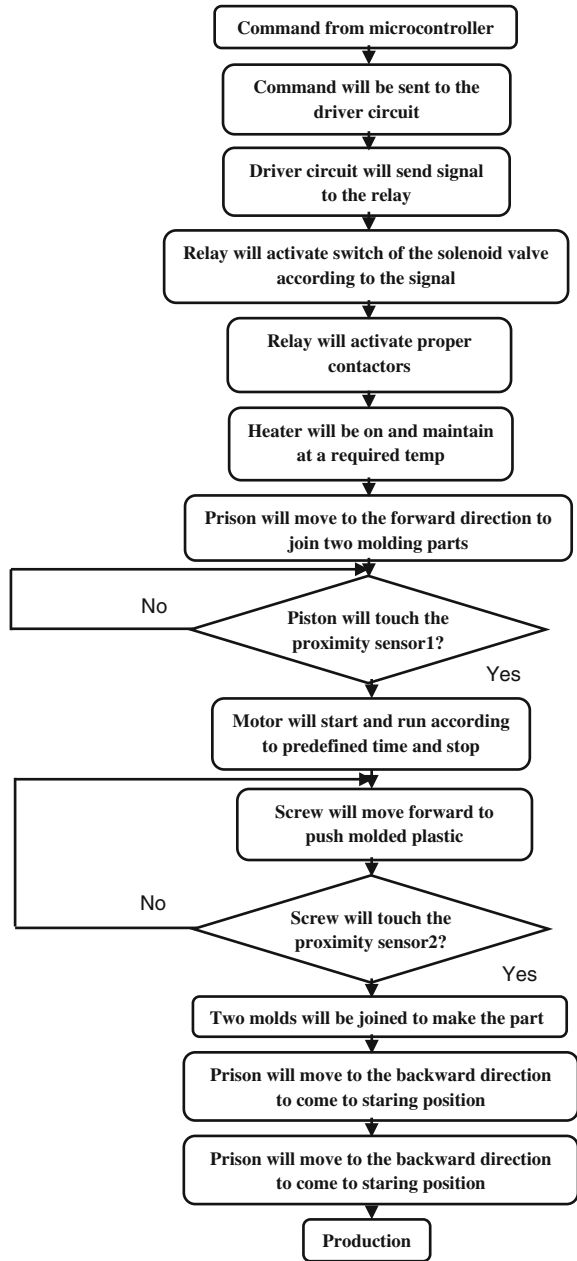 Command from microcontroller
Command will be sent to the
driver circuit
Driver circuit will send signal
to the relay
Relay will activate switch of the solenoid valve
according to the signal
Relay will activate proper
contactors
Heater will be on and maintain
at a required temp
Prison will move to the forward direction to
join two molding parts
No
Piston will touch the
proximity sensor1?
Yes
Motor will start and run according
to predefined time and stop
Screw will move forward to
push molded plastic
No
Screw will touch the
proximity sensor2?
Yes
Two molds will be joined to make the part
Prison will move to the backward direction
to come to staring position
Prison will move to the backward direction
to come to staring position
Production